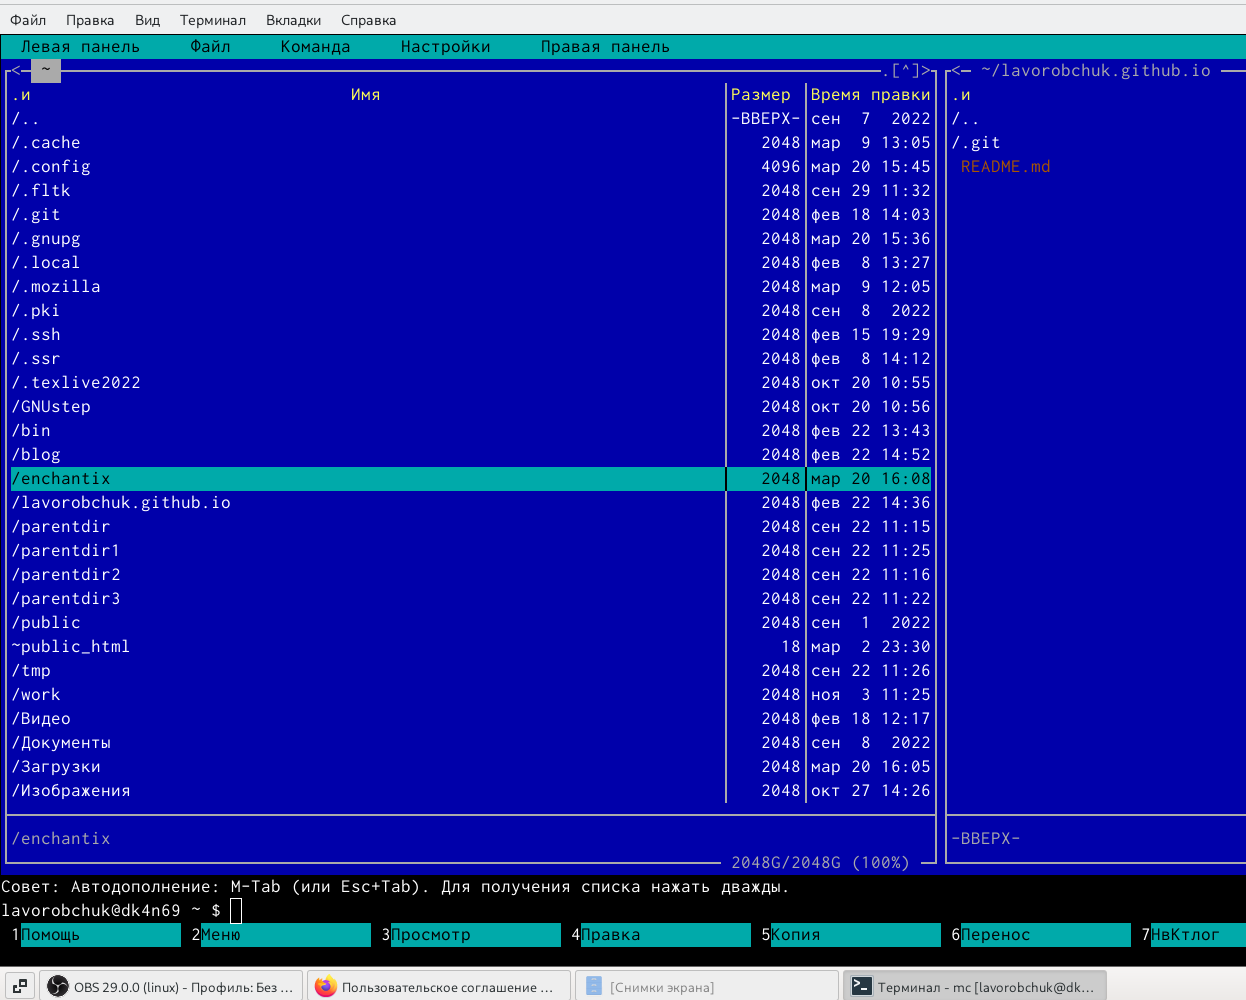 Файл Правка Вид Терминал Вкладки Справка
Левая панель Файл Команда Настройки Правая панель
<─ ~ .[^]> <─ ~/lavorobchuk.github.io
.и Имя Размер Время правки .и
/.. -ВВЕРХ- сен 7 2022 /..
/.cache 2048 мар 9 13:05 /.git
/.config 4096 мар 20 15:45 README.md
/.fltk 2048 сен 29 11:32
/.git 2048 фев 18 14:03
/.gnupg 2048 мар 20 15:36
/.local 2048 фев 8 13:27
/.mozilla 2048 мар 9 12:05
/.pki 2048 сен 8 2022
/.ssh 2048 фев 15 19:29
/.ssr 2048 фев 8 14:12
/.texlive2022 2048 окт 20 10:55
/GNUstep 2048 окт 20 10:56
/bin 2048 фев 22 13:43
/blog 2048 фев 22 14:52
/enchantix 2048 мар 20 16:08
/lavorobchuk.github.io 2048 фев 22 14:36
/parentdir 2048 сен 22 11:15
/parentdir1 2048 сен 22 11:25
/parentdir2 2048 сен 22 11:16
/parentdir3 2048 сен 22 11:22
/public 2048 сен 1 2022
~public_html 18 мар 2 23:30
/tmp 2048 сен 22 11:26
/work 2048 ноя 3 11:25
/Видео 2048 фев 18 12:17
/Документы 2048 сен 8 2022
/Загрузки 2048 мар 20 16:05
/Изображения 2048 окт 27 14:26
/enchantix -ВВЕРХ-
2048G/2048G (100%)
Совет: Автодополнение: M-Tab (или Esc+Tab). Для получения списка нажать дважды.
lavorobchuk@dk4n69 ~ $
1Помощь 2Меню 3Просмотр 4Правка 5Копия 6Перенос 7НвКтлог
OBS 29.0.0 (linux) - Профиль: Без ... Пользовательское соглашение ... [Снимки экрана] Терминал - mc [lavorobchuk@dk...